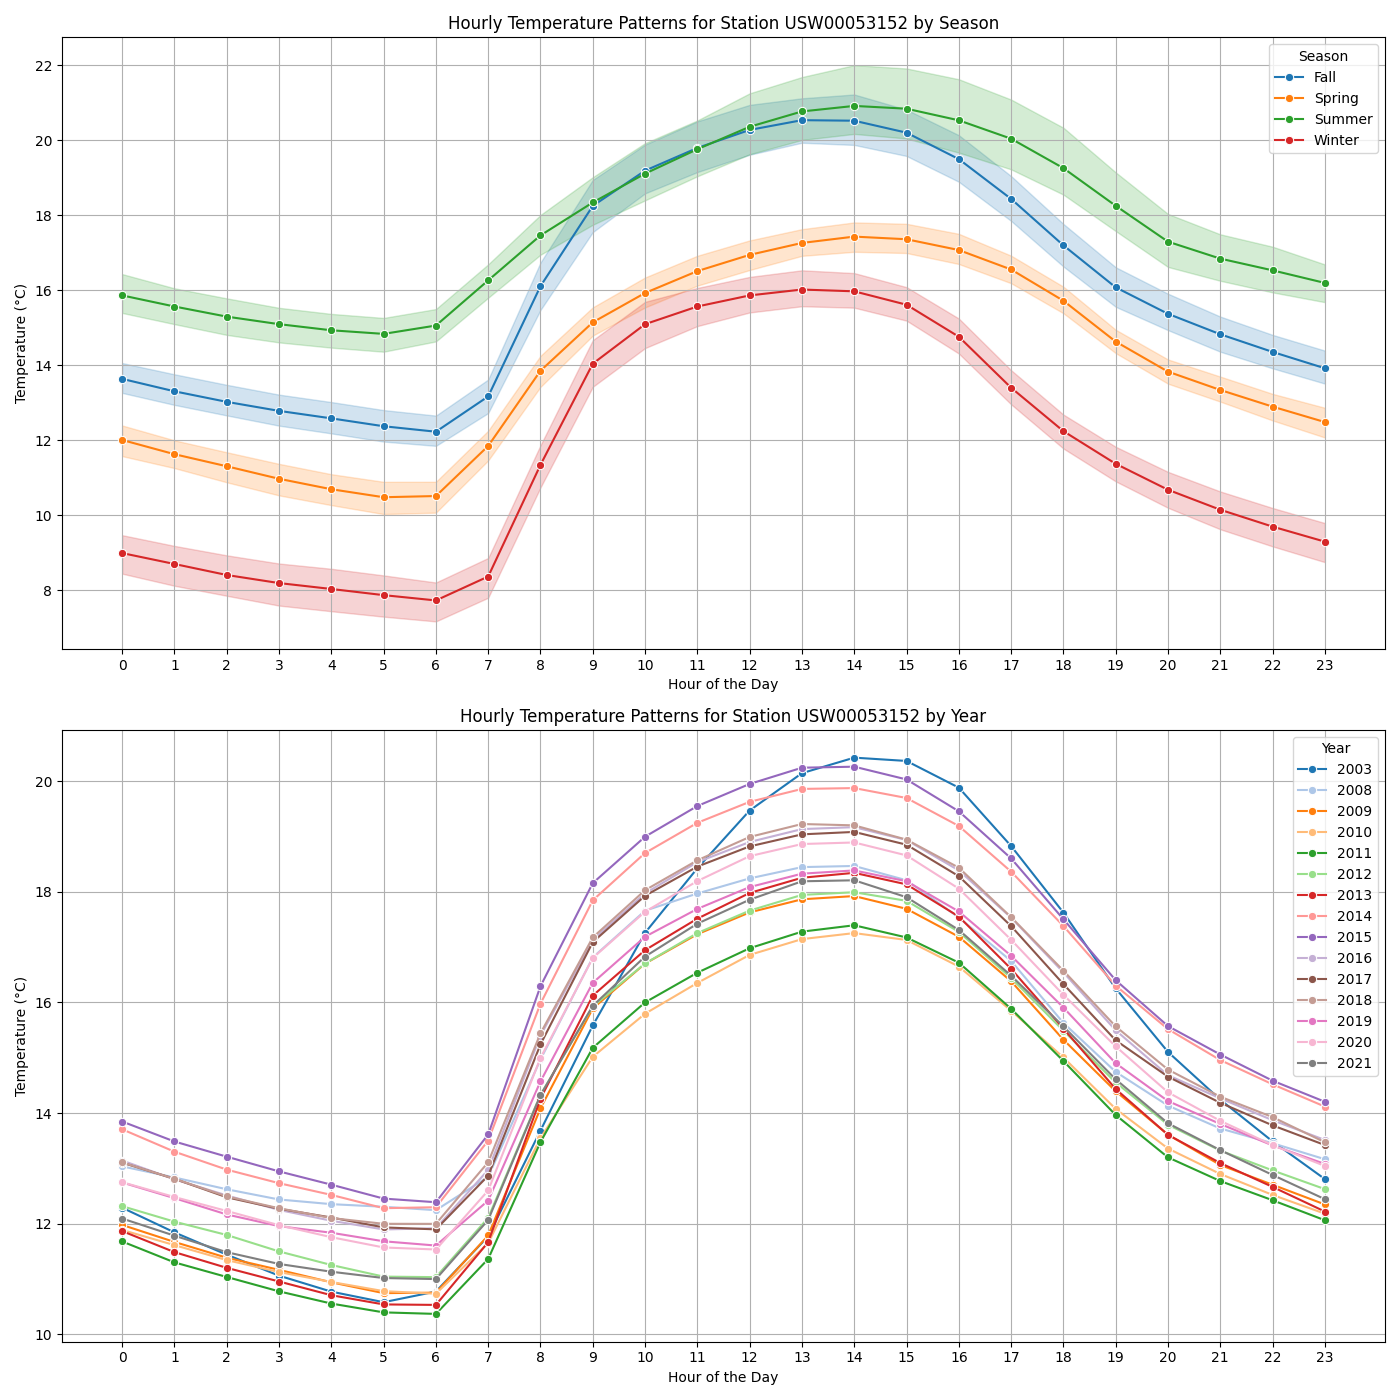 Hourly Temperature Patterns for Station USW00053152 by Season
Temperature (°C)
22
20
18
16
14
12
10
8
Season
Fall
Spring
Summer
Winter
0 1 2 3 4 5 6 7 8 9 10 11 12 13 14 15 16 17 18 19 20 21 22 23
Hour of the Day
Hourly Temperature Patterns for Station USW00053152 by Year
Temperature (°C)
20
18
16
14
12
10
Year
2003
2008
2009
2010
2011
2012
2013
2014
2015
2016
2017
2018
2019
2020
2021
0 1 2 3 4 5 6 7 8 9 10 11 12 13 14 15 16 17 18 19 20 21 22 23
Hour of the Day